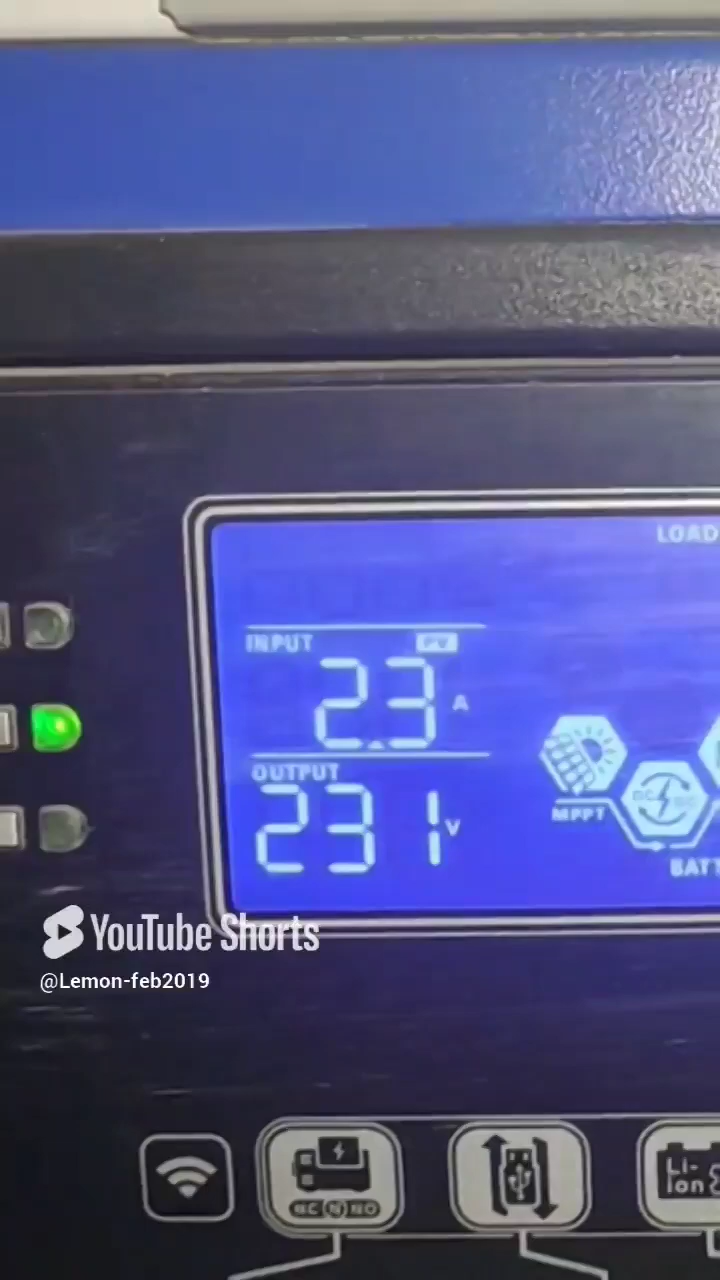 LOAD
INPUT PV
2.3 A
OUTPUT
231 V
MPPT
BATT
YouTube Shorts
@Lemon-feb2019
NC N NO
Li-
ion